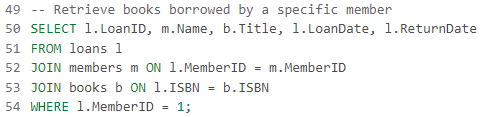 49 -- Retrieve books borrowed by a specific member
50 SELECT l.LoanID, m.Name, b.Title, l.LoanDate, l.ReturnDate
51 FROM loans l
52 JOIN members m ON l.MemberID = m.MemberID
53 JOIN books b ON l.ISBN = b.ISBN
54 WHERE l.MemberID = 1;